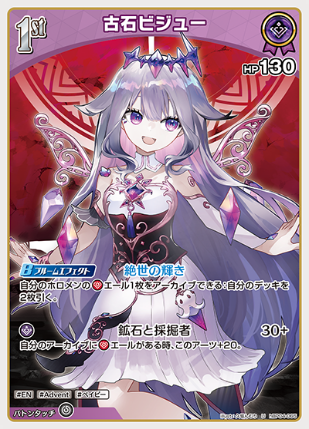 1st
古石ビジュー
HP130
ブルームエフェクト 絶世の輝き
自分のホロメンの エール1枚をアーカイブできる:自分のデッキを
2枚引く。
鉱石と採掘者 30+
自分のアーカイブに エールがある時、このアーツ+20。
#EN #Advent #ベイビー
バトンタッチ